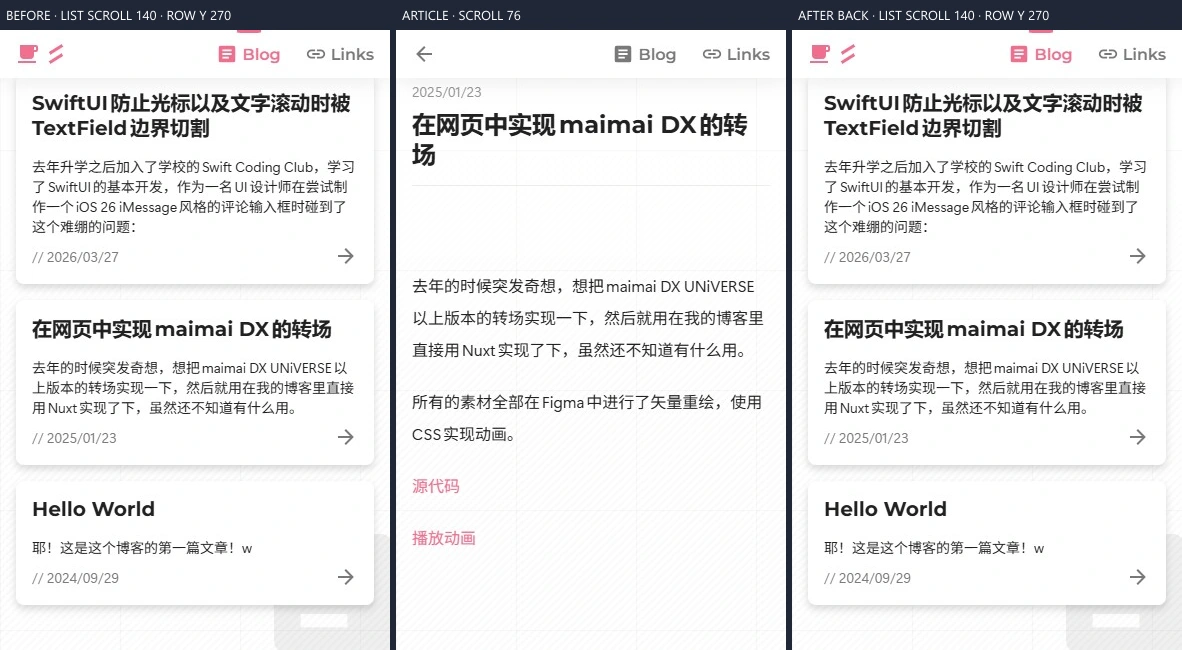 BEFORE · LIST SCROLL 140 · ROW Y 270
Blog
Links
SwiftUI 防止光标以及文字滚动时被
TextField 边界切割
去年升学之后加入了学校的 Swift Coding Club，学习
了 SwiftUI 的基本开发，作为一名 UI 设计师在尝试制
作一个 iOS 26 iMessage 风格的评论输入框时碰到了
这个难绷的问题：
// 2026/03/27
在网页中实现 maimai DX 的转场
去年的时候突发奇想，想把 maimai DX UNiVERSE 以
上版本的转场实现一下，然后就用在我的博客里直接
用 Nuxt 实现了下，虽然还不知道有什么用。
// 2025/01/23
Hello World
耶！这是这个博客的第一篇文章！w
// 2024/09/29
ARTICLE · SCROLL 76
Blog
Links
2025/01/23
在网页中实现 maimai DX 的转
场
去年的时候突发奇想，想把 maimai DX UNiVERSE
以上版本的转场实现一下，然后就用在我的博客里
直接用 Nuxt 实现了下，虽然还不知道有什么用。
所有的素材全部在 Figma 中进行了矢量重绘，使用
CSS 实现动画。
源代码
播放动画
AFTER BACK · LIST SCROLL 140 · ROW Y 270
Blog
Links
SwiftUI 防止光标以及文字滚动时被
TextField 边界切割
去年升学之后加入了学校的 Swift Coding Club，学习
了 SwiftUI 的基本开发，作为一名 UI 设计师在尝试制
作一个 iOS 26 iMessage 风格的评论输入框时碰到了
这个难绷的问题：
// 2026/03/27
在网页中实现 maimai DX 的转场
去年的时候突发奇想，想把 maimai DX UNiVERSE 以
上版本的转场实现一下，然后就用在我的博客里直接
用 Nuxt 实现了下，虽然还不知道有什么用。
// 2025/01/23
Hello World
耶！这是这个博客的第一篇文章！w
// 2024/09/29